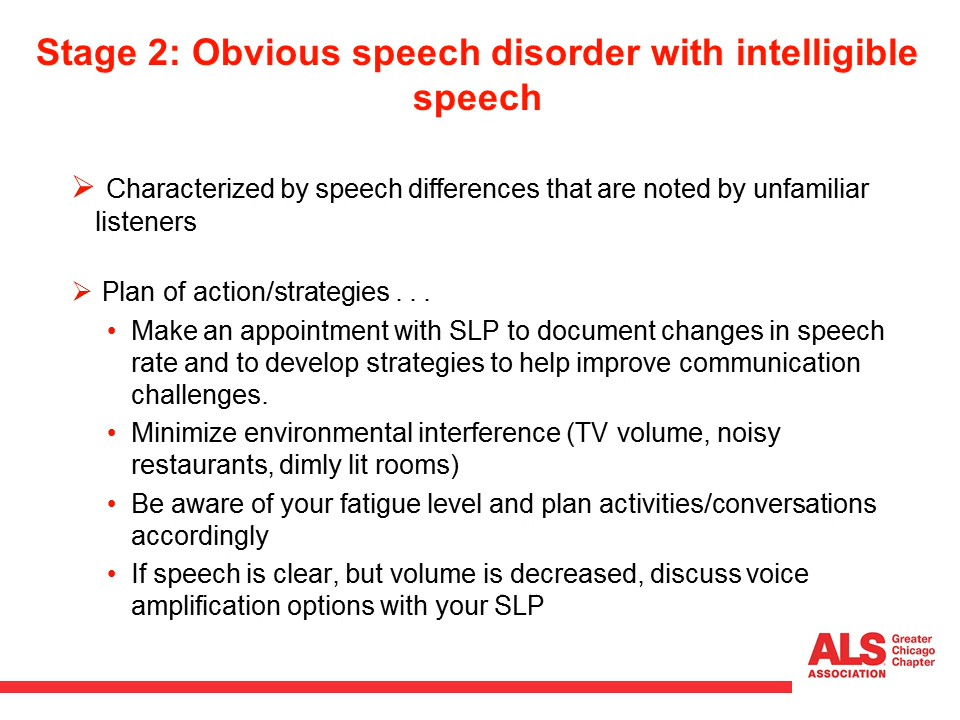 Stage 2: Obvious speech disorder with intelligible
speech
➢ Characterized by speech differences that are noted by unfamiliar
listeners
➢ Plan of action/strategies . . .
• Make an appointment with SLP to document changes in speech
rate and to develop strategies to help improve communication
challenges.
• Minimize environmental interference (TV volume, noisy
restaurants, dimly lit rooms)
• Be aware of your fatigue level and plan activities/conversations
accordingly
• If speech is clear, but volume is decreased, discuss voice
amplification options with your SLP
ALS
ASSOCIATION
Greater
Chicago
Chapter